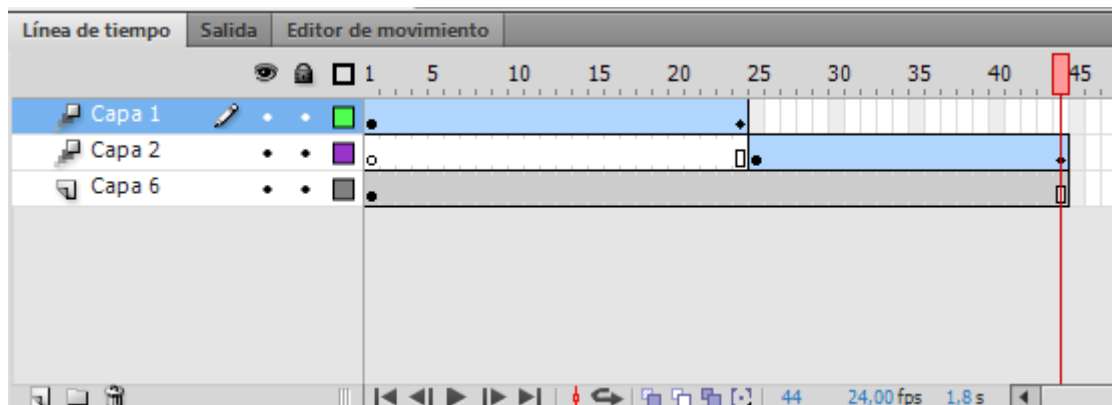 Línea de tiempo Salida Editor de movimiento
1 5 10 15 20 25 30 35 40 45
Capa 1
Capa 2
Capa 6
44 24,00 fps 1,8 s